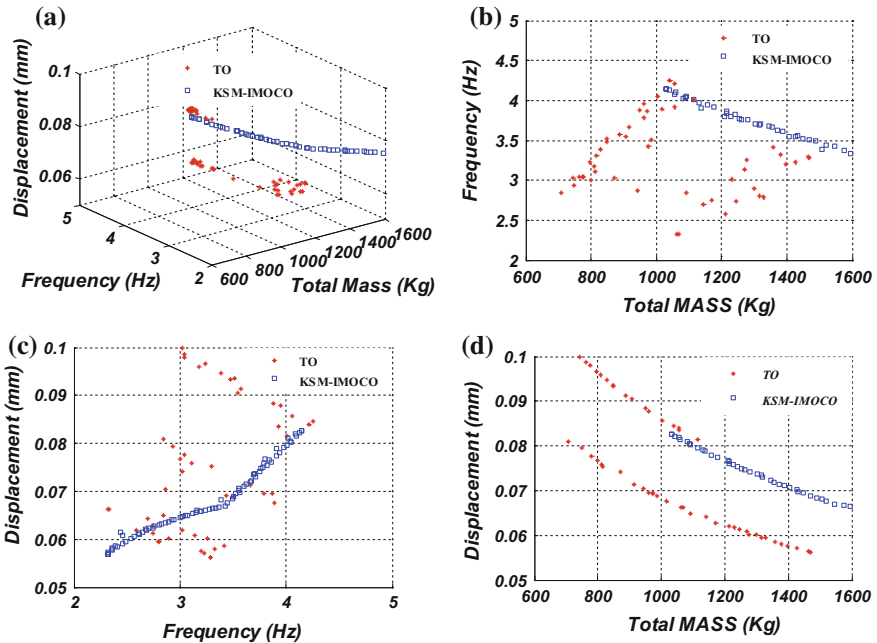 (a)
Displacement (mm)
0.1
0.08
0.06
5
4
3
2
Frequency (Hz)
600
800
1000
1200
1400
1600
Total Mass (Kg)
TO
KSM-IMOCO
(b)
Frequency (Hz)
5
4.5
4
3.5
3
2.5
2
600 800 1000 1200 1400 1600
Total MASS (Kg)
TO
KSM-IMOCO
(c)
Displacement (mm)
0.1
0.09
0.08
0.07
0.06
0.05
2 3 4 5
Frequency (Hz)
TO
KSM-IMOCO
(d)
Displacement (mm)
0.1
0.09
0.08
0.07
0.06
0.05
600 800 1000 1200 1400 1600
Total MASS (Kg)
TO
KSM-IMOCO